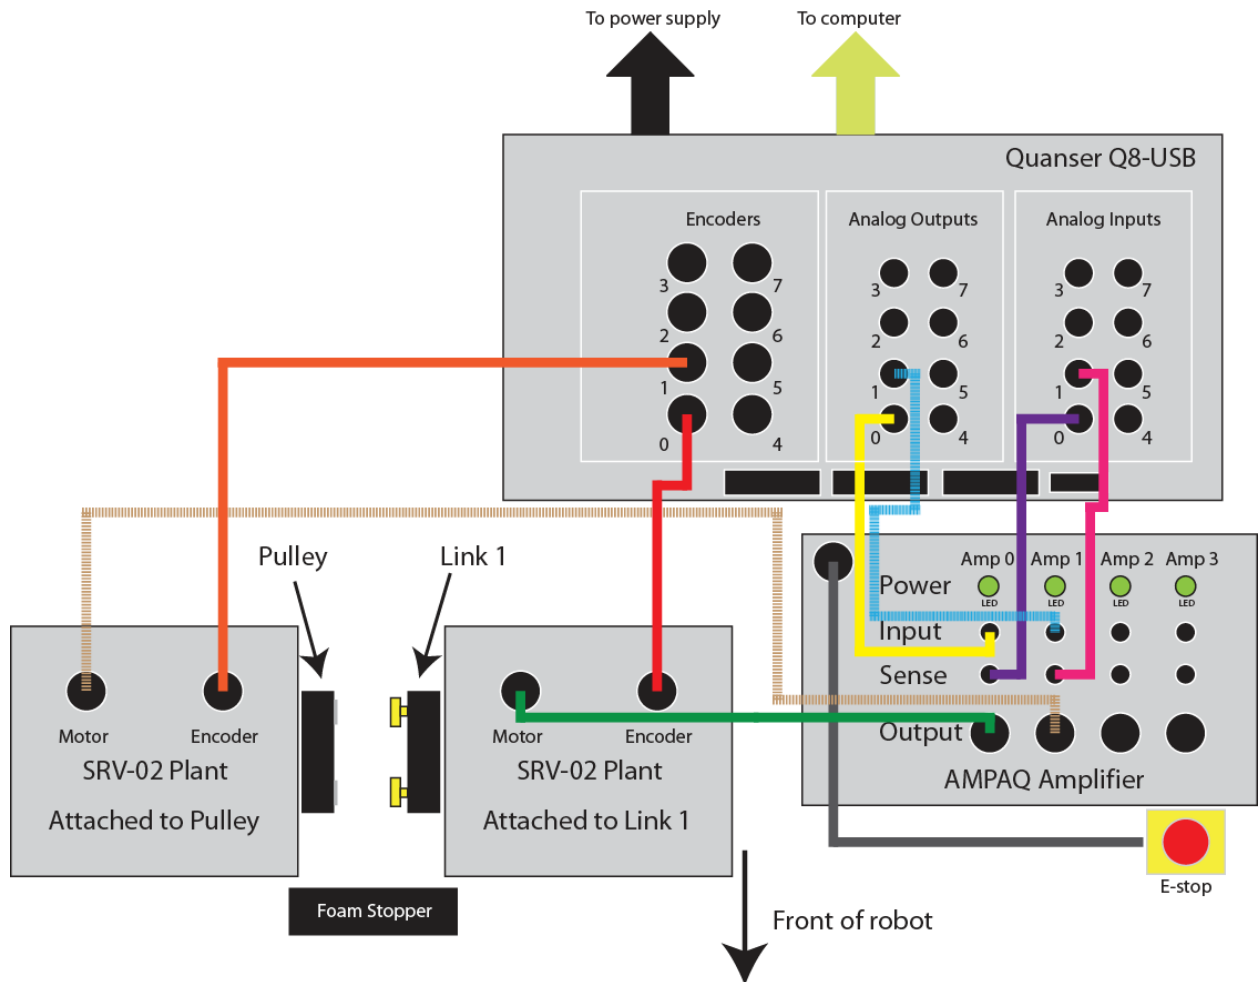 To power supply
To computer
Quanser Q8-USB
Encoders
Analog Outputs
Analog Inputs
3 7
2 6
1 5
0 4
3 7
2 6
1 5
0 4
3 7
2 6
1 5
0 4
Pulley
Link 1
Amp 0 Amp 1 Amp 2 Amp 3
Power
LED LED LED LED
Input
Sense
Output
AMPAQ Amplifier
Motor
Encoder
SRV-02 Plant
Attached to Pulley
Motor
Encoder
SRV-02 Plant
Attached to Link 1
E-stop
Foam Stopper
Front of robot